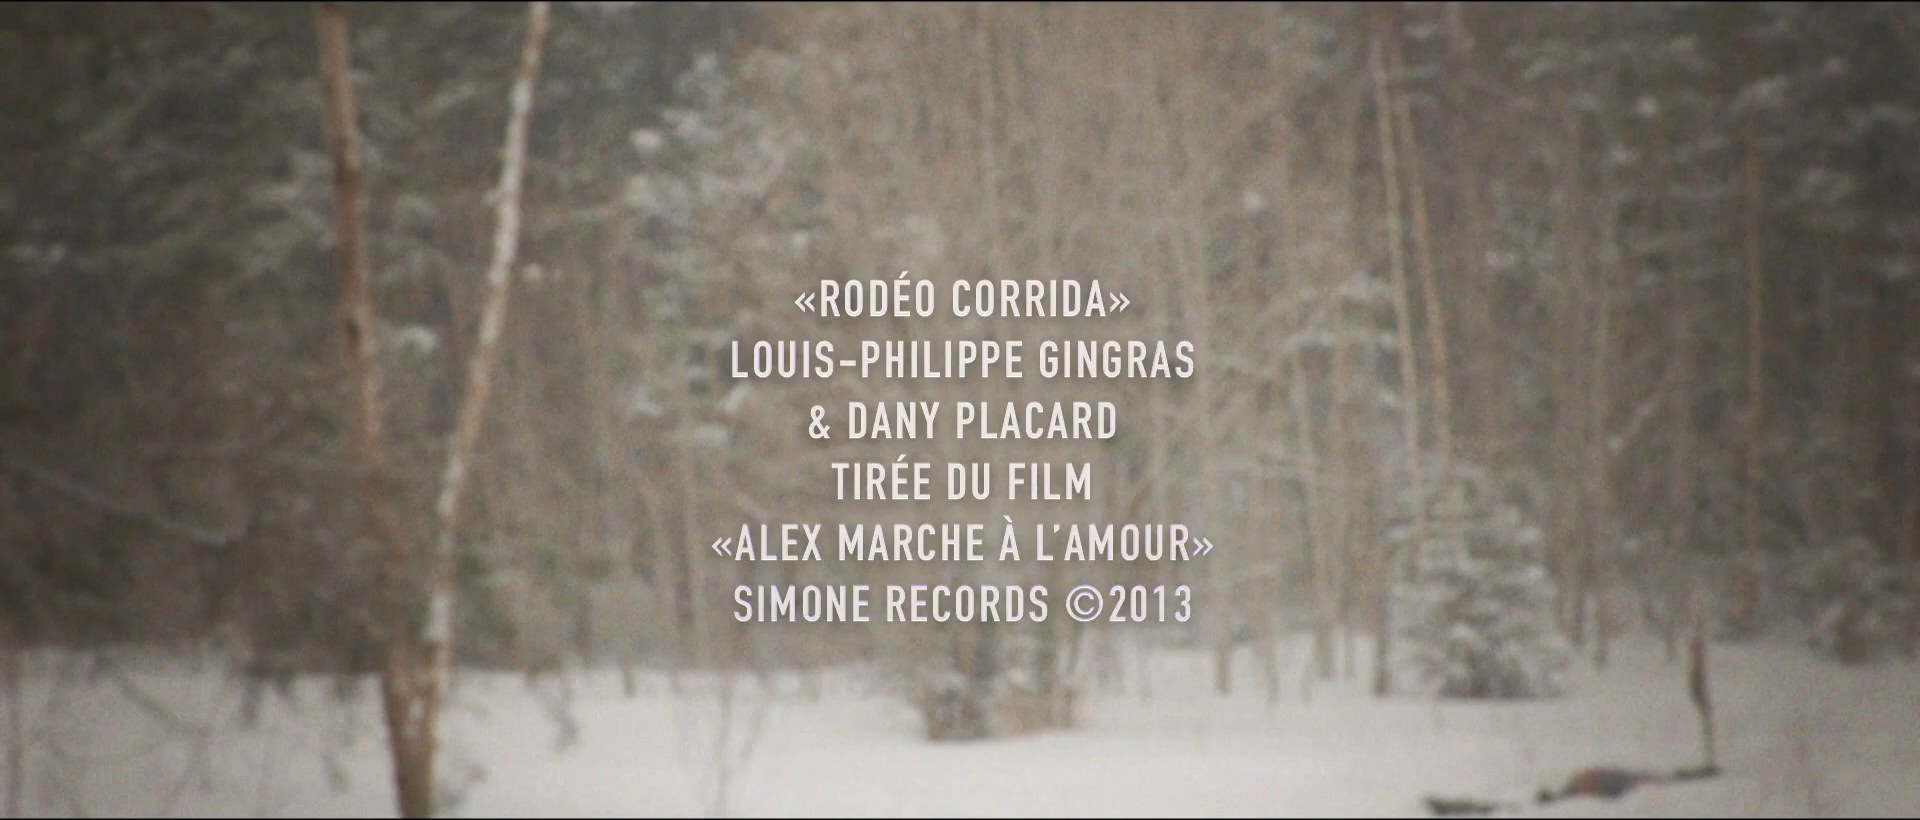 «RODÉO CORRIDA»
LOUIS-PHILIPPE GINGRAS
& DANY PLACARD
TIRÉE DU FILM
«ALEX MARCHE À L'AMOUR»
SIMONE RECORDS ©2013